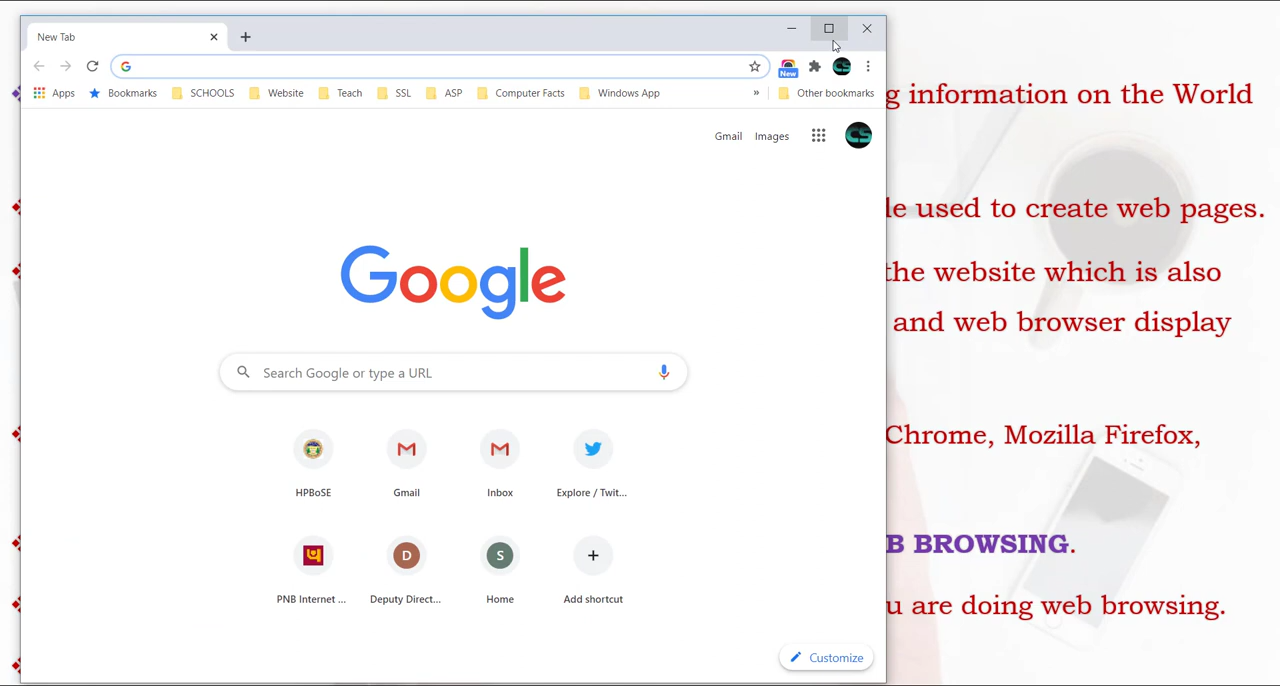 New Tab
New
Apps Bookmarks SCHOOLS Website Teach SSL ASP Computer Facts Windows App » Other bookmarks
Gmail Images CS
Google
Search Google or type a URL
HPBoSE Gmail Inbox Explore / Twit...
D S
PNB Internet ... Deputy Direct... Home Add shortcut
Customize
g information on the World
le used to create web pages.
the website which is also
and web browser display
Chrome, Mozilla Firefox,
B BROWSING.
u are doing web browsing.